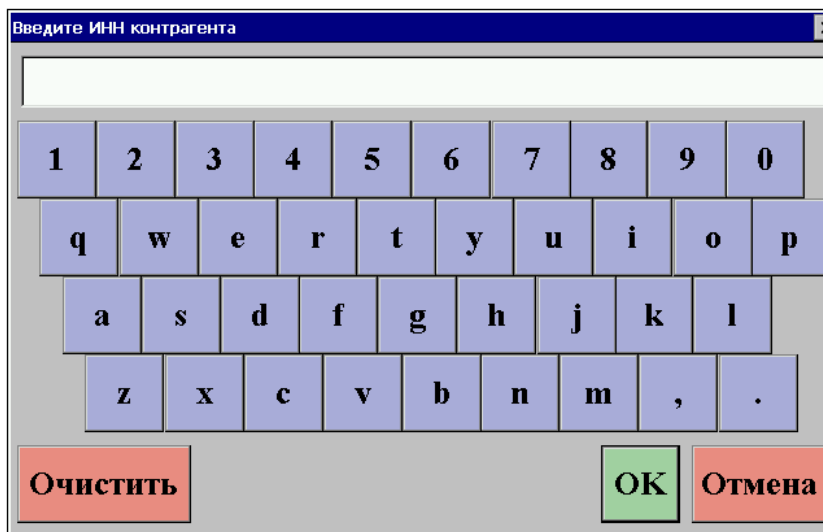 Введите ИНН контрагента
1 2 3 4 5 6 7 8 9 0
q w e r t y u i o p
a s d f g h j k l
z x c v b n m , .
Очистить OK Отмена